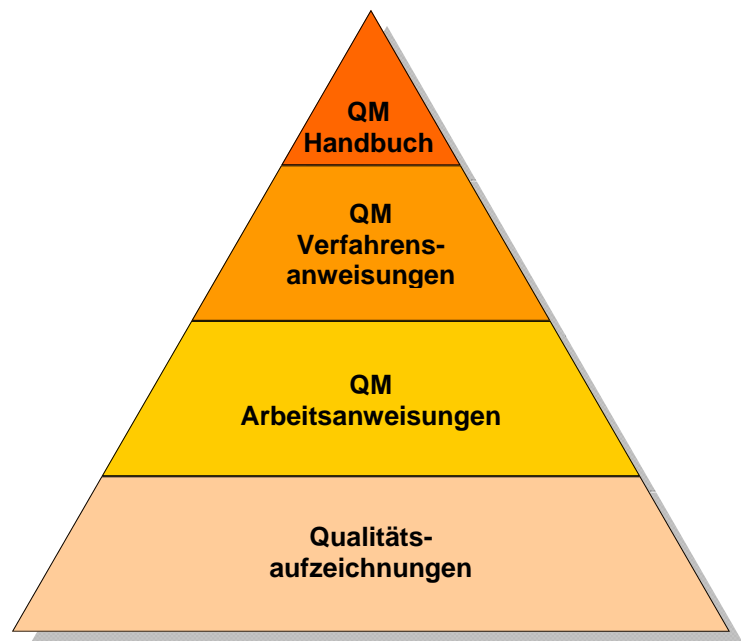 QM
Handbuch
QM
Verfahrens-
anweisungen
QM
Arbeitsanweisungen
Qualitäts-
aufzeichnungen